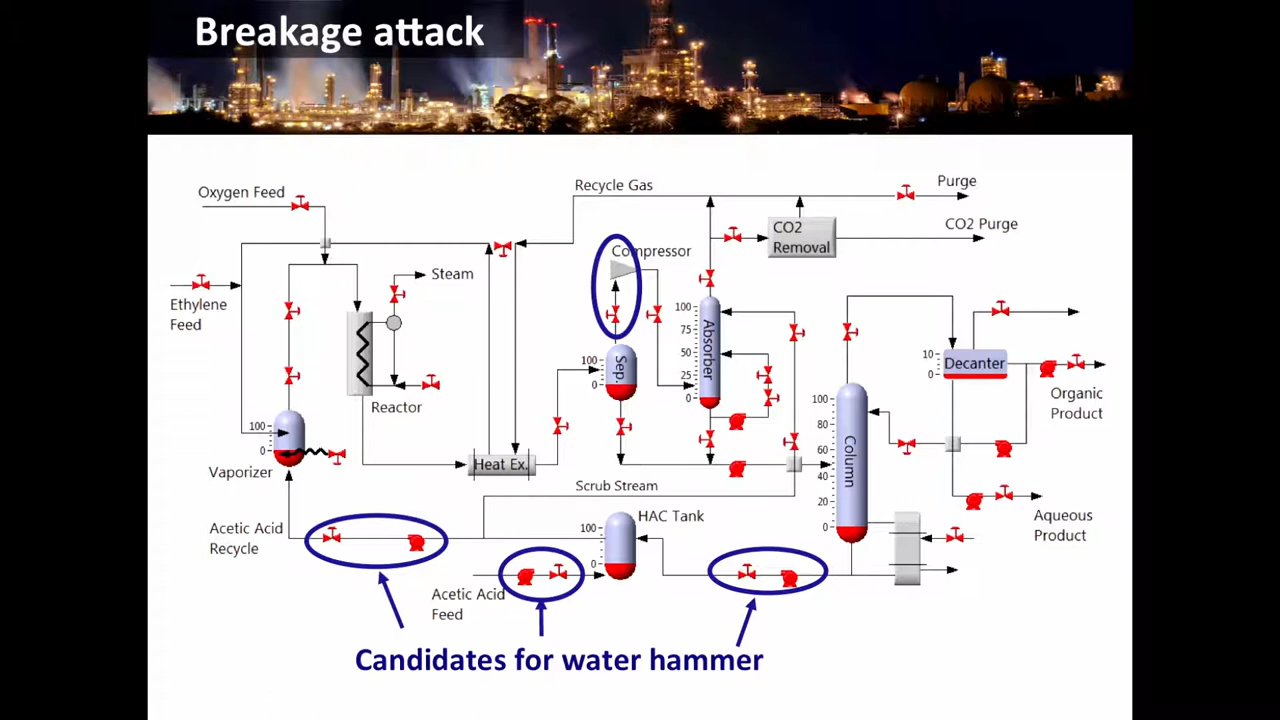 Breakage attack
Oxygen Feed
Recycle Gas
Purge
CO2 Purge
CO2
Removal
Compressor
Steam
Ethylene
Feed
Reactor
100
0
Vaporizer
Heat Ex.
100
0
Sep.
100
75
50
25
0
Absorber
100
80
60
40
20
0
Column
10
0
Decanter
Organic
Product
Aqueous
Product
Scrub Stream
HAC Tank
100
0
Acetic Acid
Recycle
Acetic Acid
Feed
Candidates for water hammer